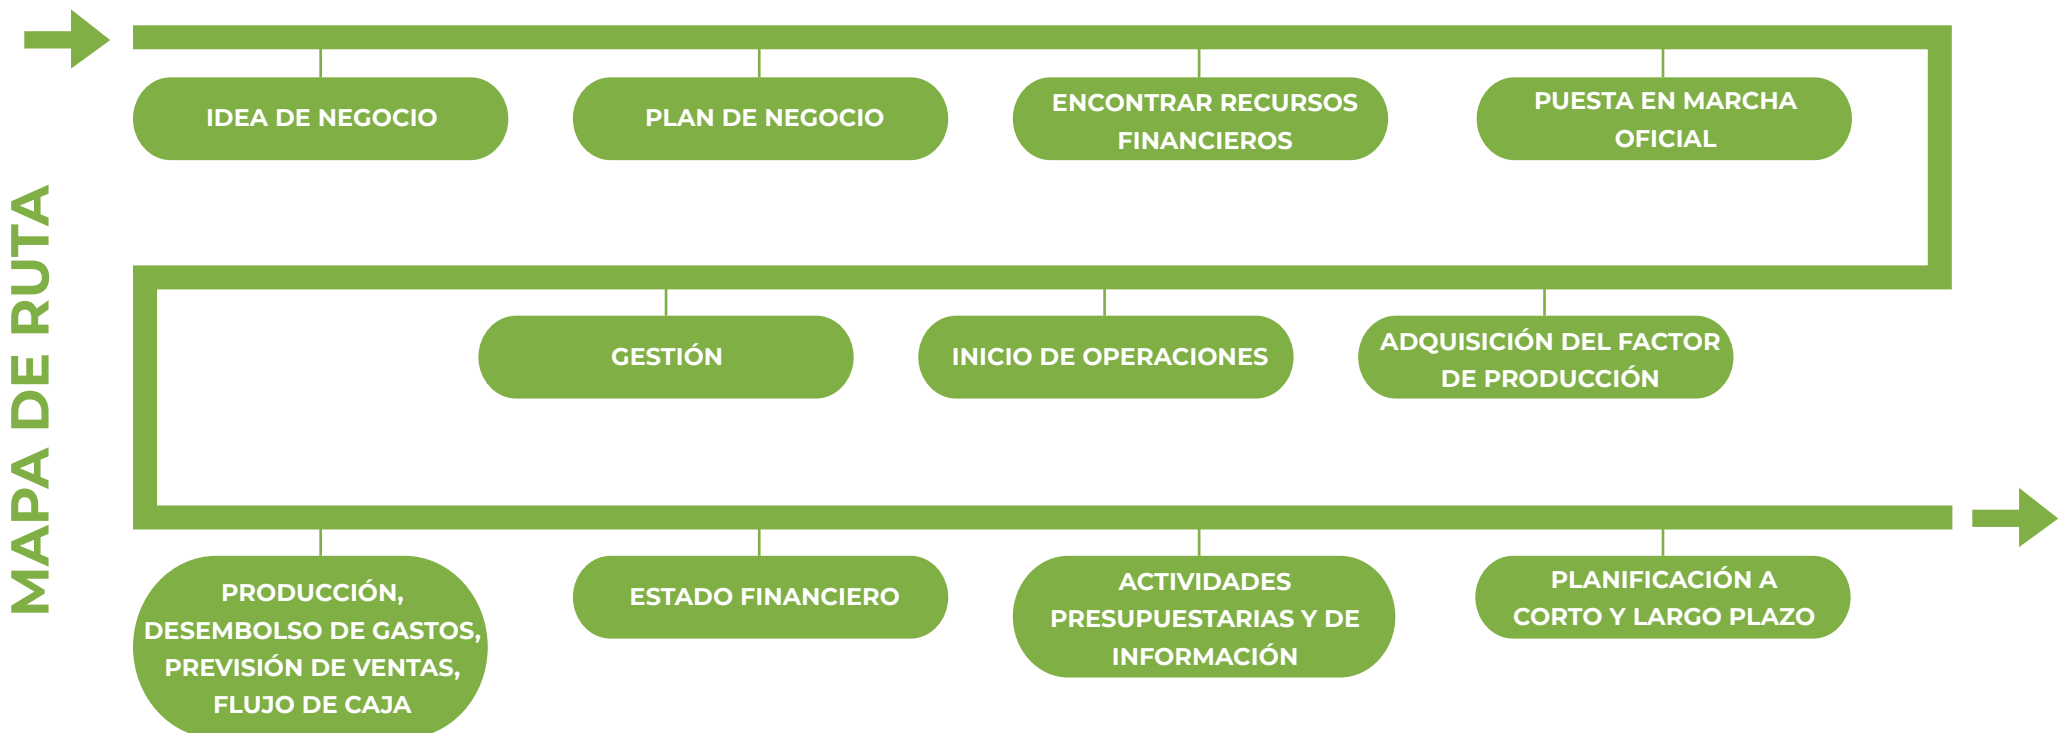 MAPA DE RUTA
IDEA DE NEGOCIO
PLAN DE NEGOCIO
ENCONTRAR RECURSOS
FINANCIEROS
PUESTA EN MARCHA
OFICIAL
GESTIÓN
INICIO DE OPERACIONES
ADQUISICIÓN DEL FACTOR
DE PRODUCCIÓN
PRODUCCIÓN,
DESEMBOLSO DE GASTOS,
PREVISIÓN DE VENTAS,
FLUJO DE CAJA
ESTADO FINANCIERO
ACTIVIDADES
PRESUPUESTARIAS Y DE
INFORMACIÓN
PLANIFICACIÓN A
CORTO Y LARGO PLAZO